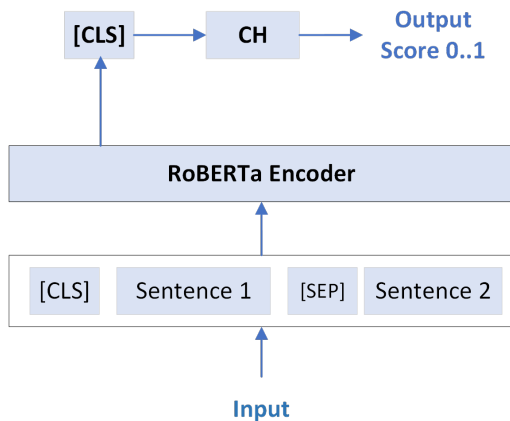 [CLS] CH Output
Score 0..1
RoBERTa Encoder
[CLS] Sentence 1 [SEP] Sentence 2
Input